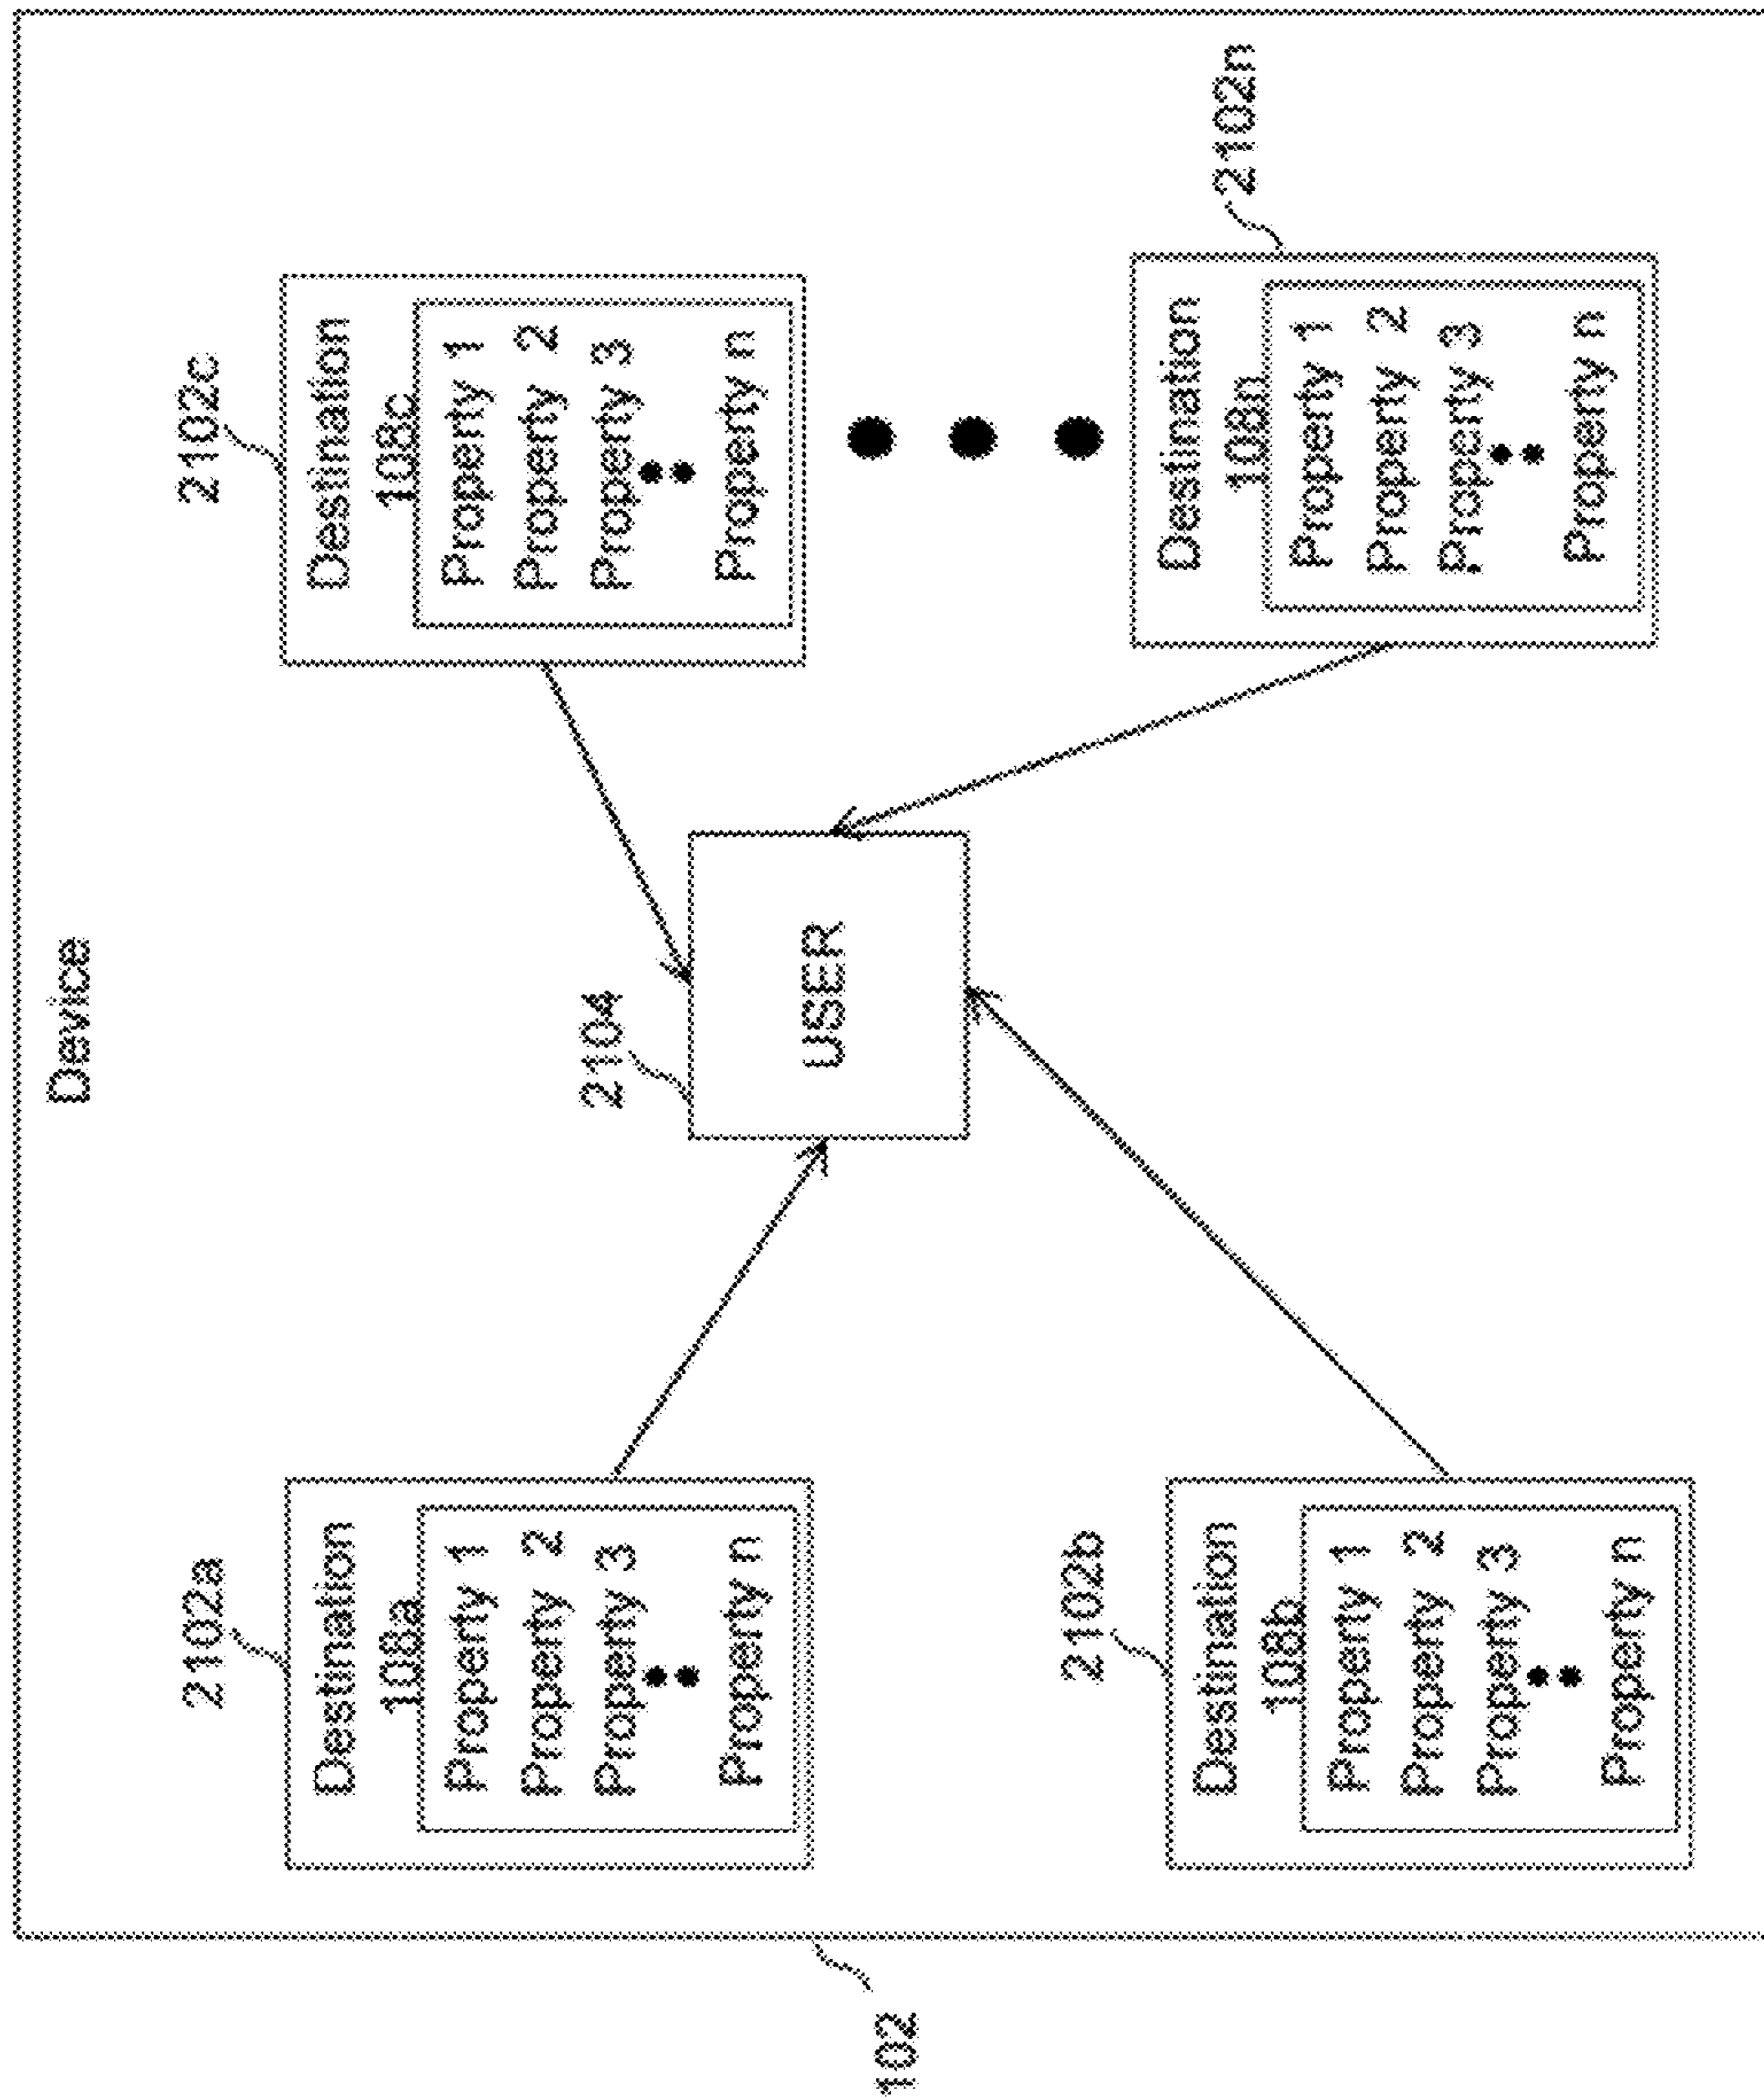 Device
102
2102a
Destination
108a
Property 1
Property 2
Property 3
Property n
2102b
Destination
108b
Property 1
Property 2
Property 3
Property n
2104
USER
2102c
Destination
108c
Property 1
Property 2
Property 3
Property n
2102n
Destination
108n
Property 1
Property 2
Property 3
Property n